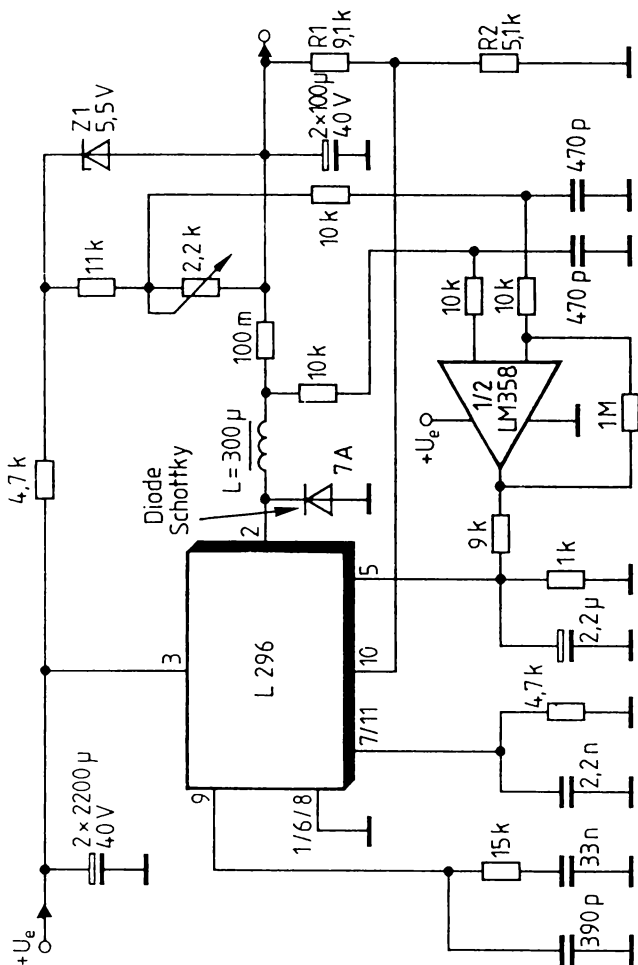 +Ue
2×2200µ
40V
4,7k
11k
2,2k
Z1
5,5V
Diode
Schottky
L=300µ
100m
10k
10k
2×100µ
40V
R1
9,1k
R2
5,1k
7A
L 296
3
2
5
10
7/11
9
1/6/8
+Ue
1/2
LM358
10k
10k
470p
470p
1M
9k
1k
2,2µ
4,7k
2,2n
15k
33n
390p